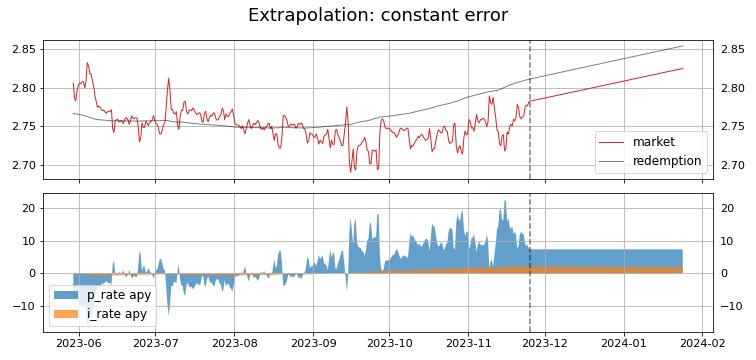 Extrapolation: constant error
2.85 2.85
2.80 2.80
2.75 2.75
2.70 2.70
market
redemption
20 20
10 10
0 0
−10 −10
p_rate apy
i_rate apy
2023-06 2023-07 2023-08 2023-09 2023-10 2023-11 2023-12 2024-01 2024-02